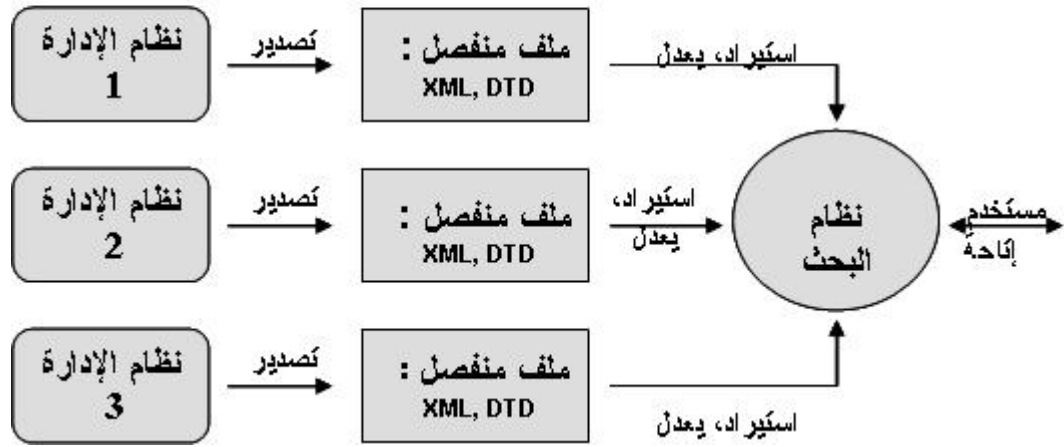 نظام الإدارة
1
تصدير
ملف منفصل :
XML, DTD
استيراد، يعدل
نظام الإدارة
2
تصدير
ملف منفصل :
XML, DTD
استيراد،
يعدل
نظام
البحث
مستخدم
إتاحة
نظام الإدارة
3
تصدير
ملف منفصل :
XML, DTD
استيراد، يعدل